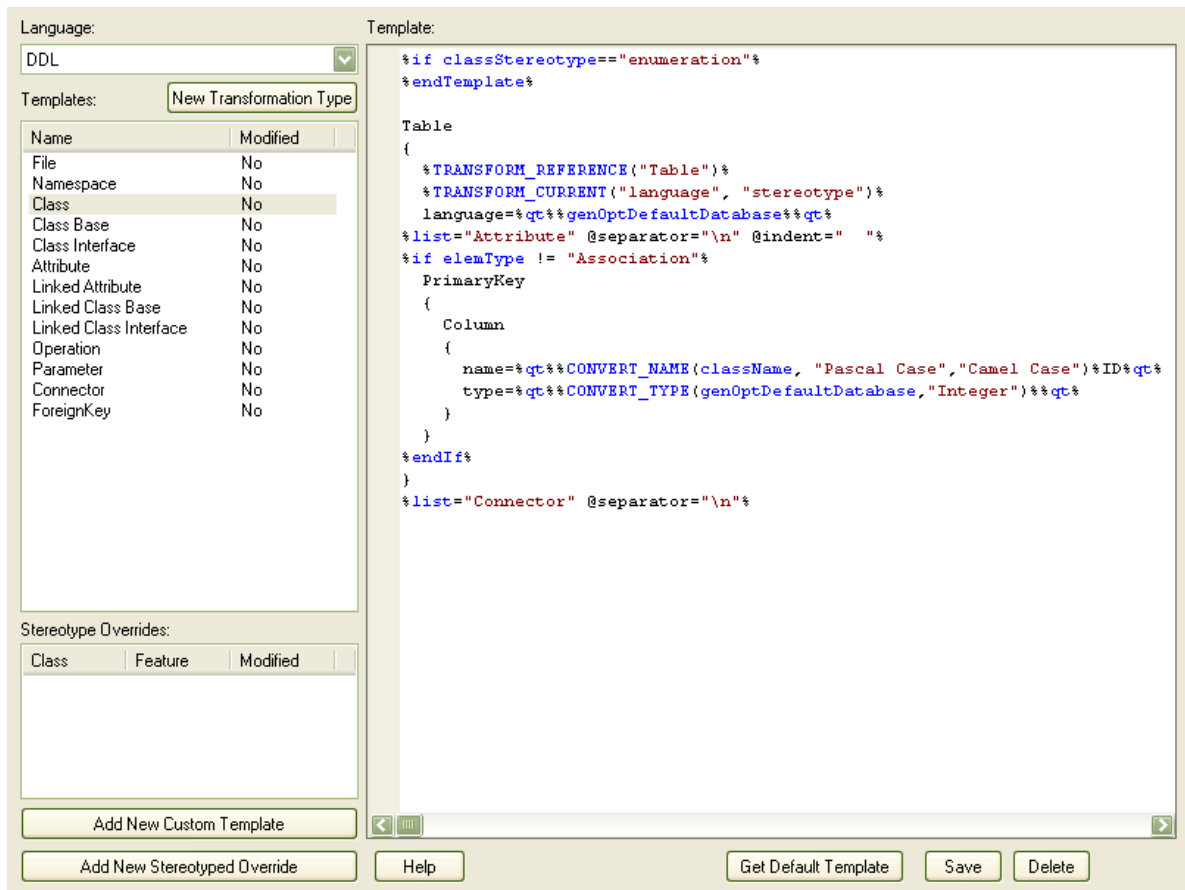 Language:
DDL
Templates:
New Transformation Type
Name Modified
File No
Namespace No
Class No
Class Base No
Class Interface No
Attribute No
Linked Attribute No
Linked Class Base No
Linked Class Interface No
Operation No
Parameter No
Connector No
ForeignKey No
Stereotype Overrides:
Class Feature Modified
Add New Custom Template
Add New Stereotyped Override
Template:
%if classStereotype=="enumeration"%
%endTemplate%

Table
{
  %TRANSFORM_REFERENCE("Table")%
  %TRANSFORM_CURRENT("language", "stereotype")%
  language=%qt%%genOptDefaultDatabase%%qt%
%list="Attribute" @separator="\n" @indent="  "%
%if elemType != "Association"%
  PrimaryKey
  {
    Column
    {
      name=%qt%%CONVERT_NAME(className, "Pascal Case","Camel Case")%ID%qt%
      type=%qt%%CONVERT_TYPE(genOptDefaultDatabase,"Integer")%%qt%
    }
  }
%endIf%
}
%list="Connector" @separator="\n"%
Help
Get Default Template
Save
Delete